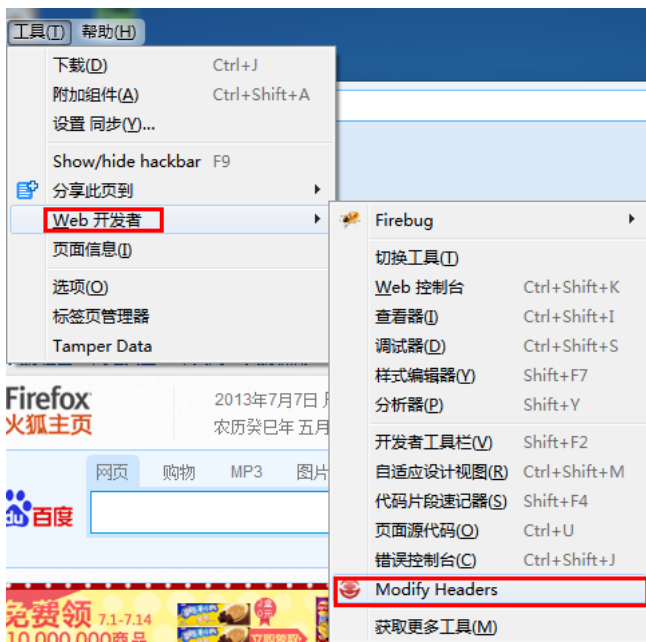 工具(T) 帮助(H)
下载(D) Ctrl+J
附加组件(A) Ctrl+Shift+A
设置 同步(Y)...
Show/hide hackbar F9
分享此页到
Web 开发者
页面信息(I)
选项(O)
标签页管理器
Tamper Data
Firebug
切换工具(T)
Web 控制台 Ctrl+Shift+K
查看器(I) Ctrl+Shift+I
调试器(D) Ctrl+Shift+S
样式编辑器(Y) Shift+F7
分析器(P) Shift+Y
开发者工具栏(V) Shift+F2
自适应设计视图(R) Ctrl+Shift+M
代码片段速记器(S) Shift+F4
页面源代码(O) Ctrl+U
错误控制台(C) Ctrl+Shift+J
Modify Headers
获取更多工具(M)
Firefox
火狐主页
2013年7月7日
农历癸巳年 五月
网页 购物 MP3 图片
du 百度
免费领 7.1-7.14
10,000,000商品
立即领取